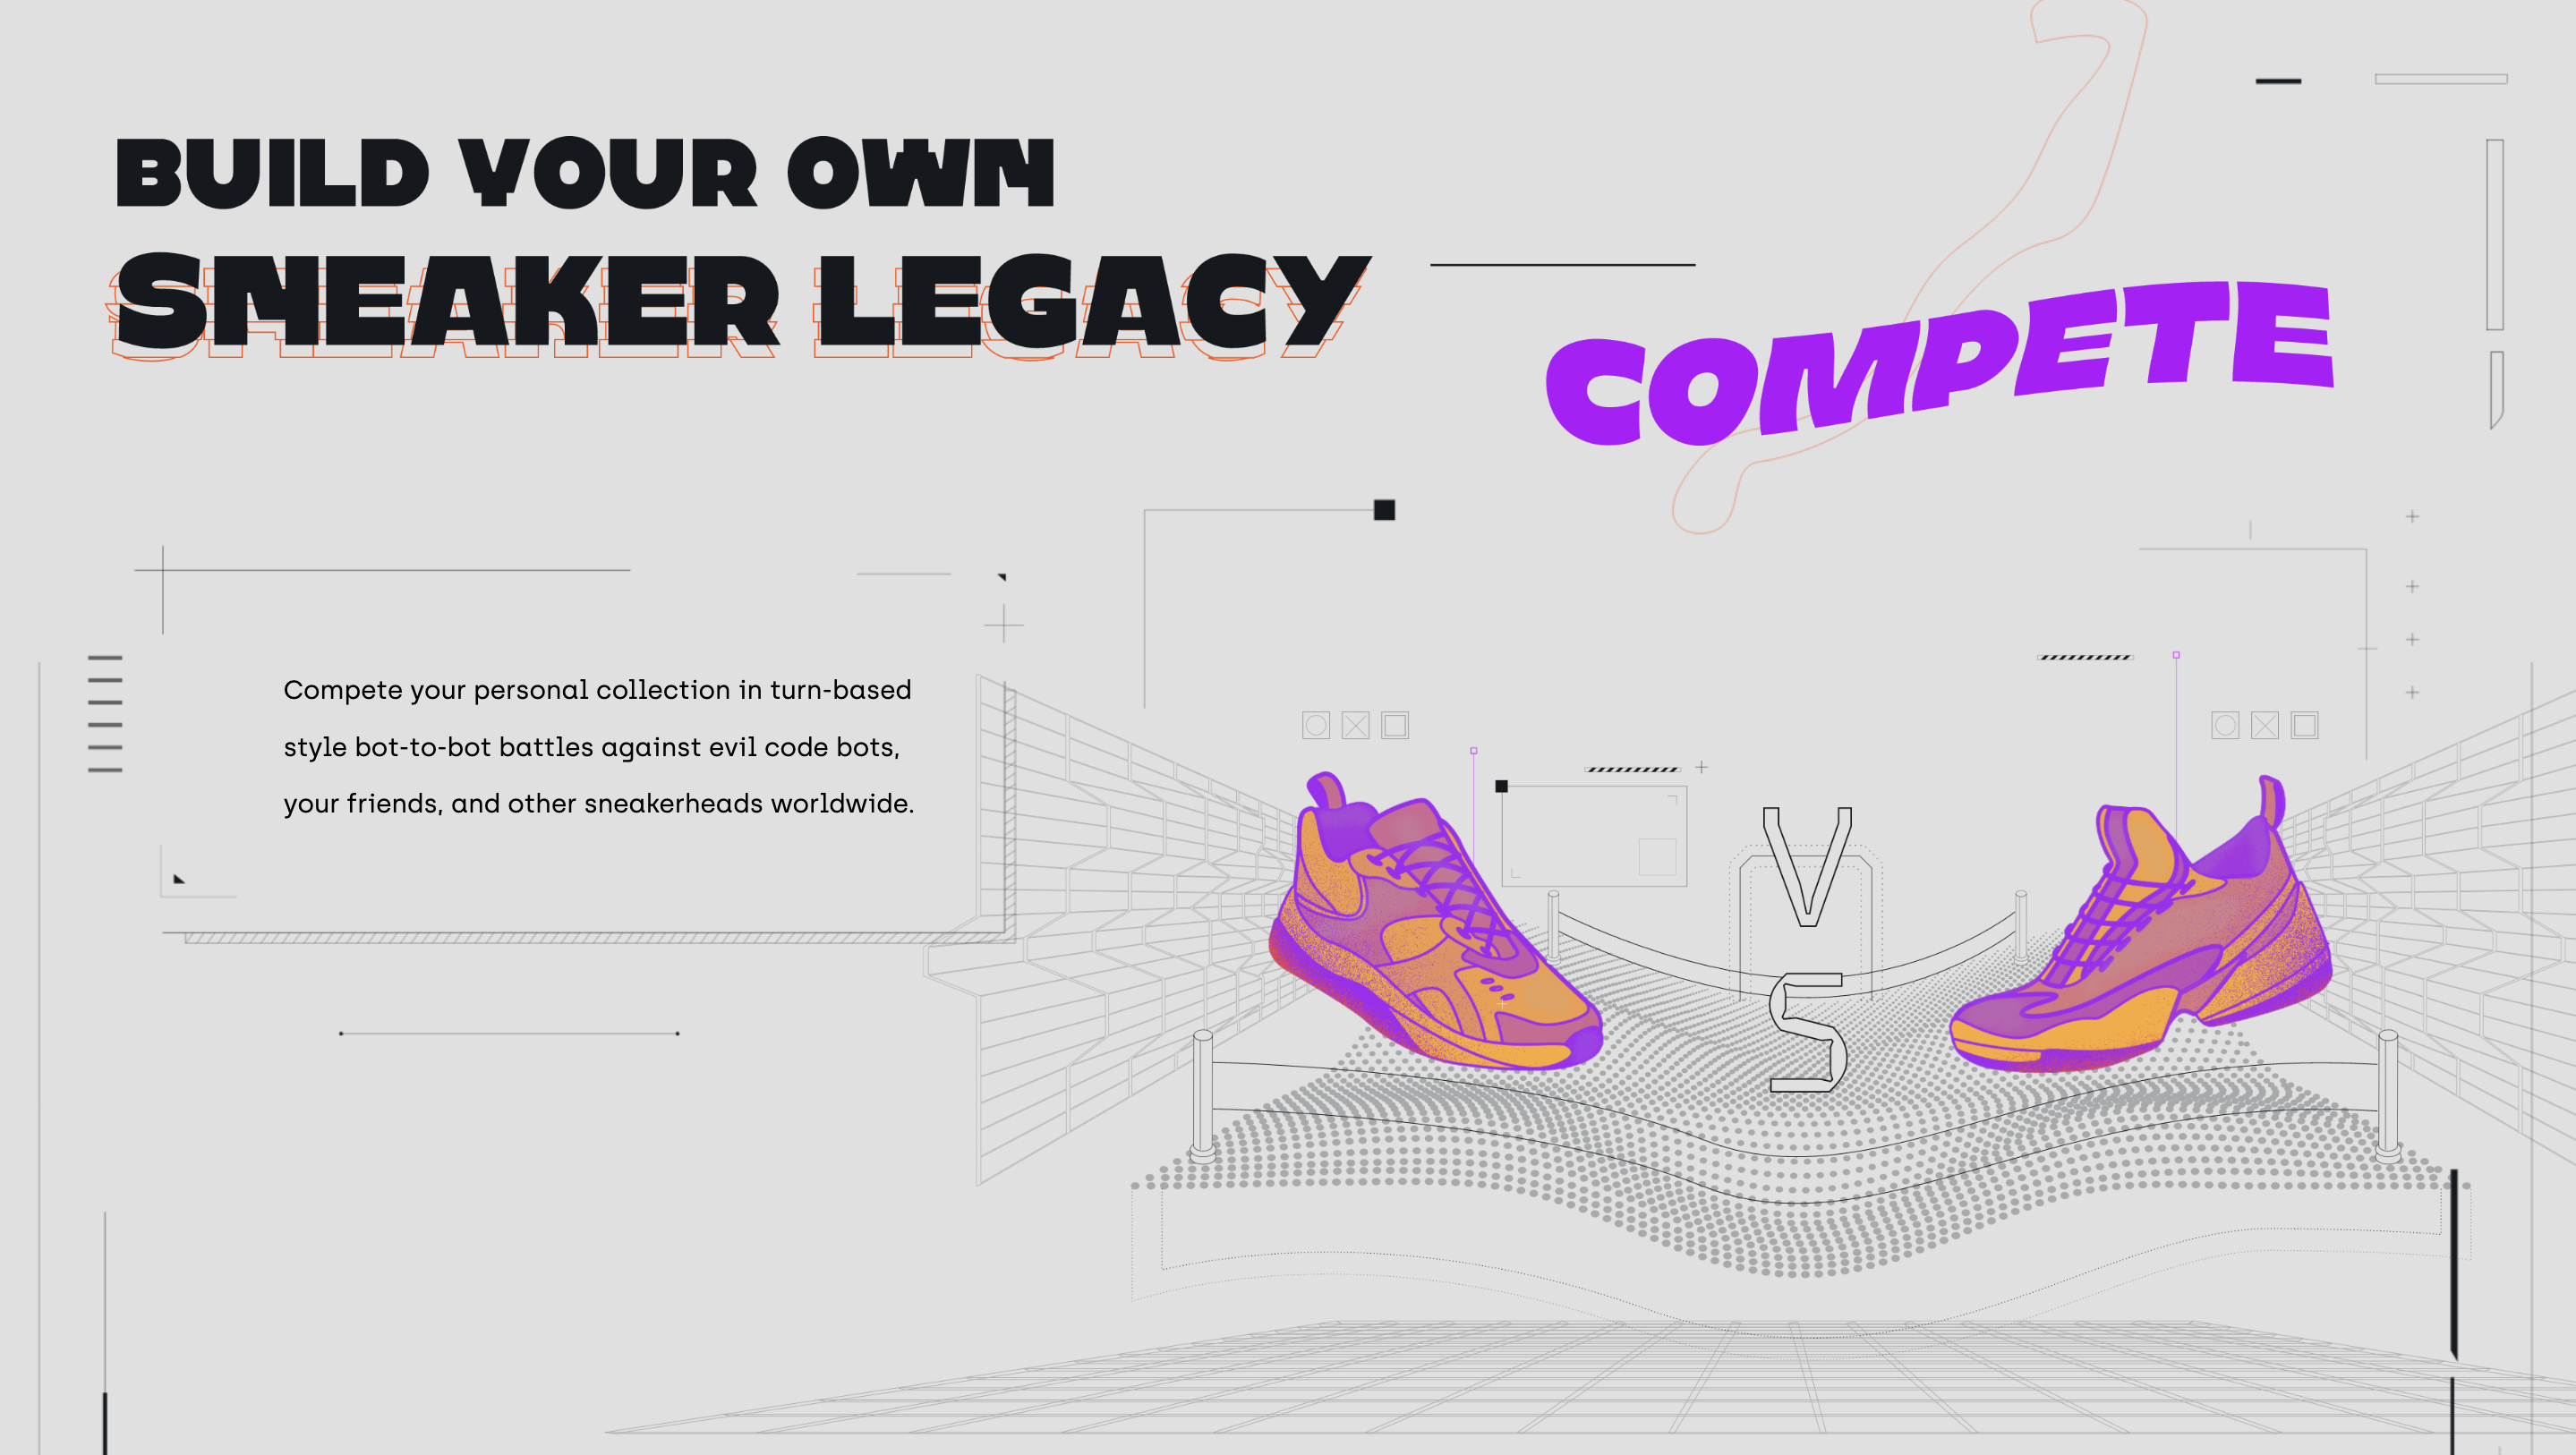 BUILD YOUR OWN
SNEAKER LEGACY
COMPETE
Compete your personal collection in turn-based
style bot-to-bot battles against evil code bots,
your friends, and other sneakerheads worldwide.
VS